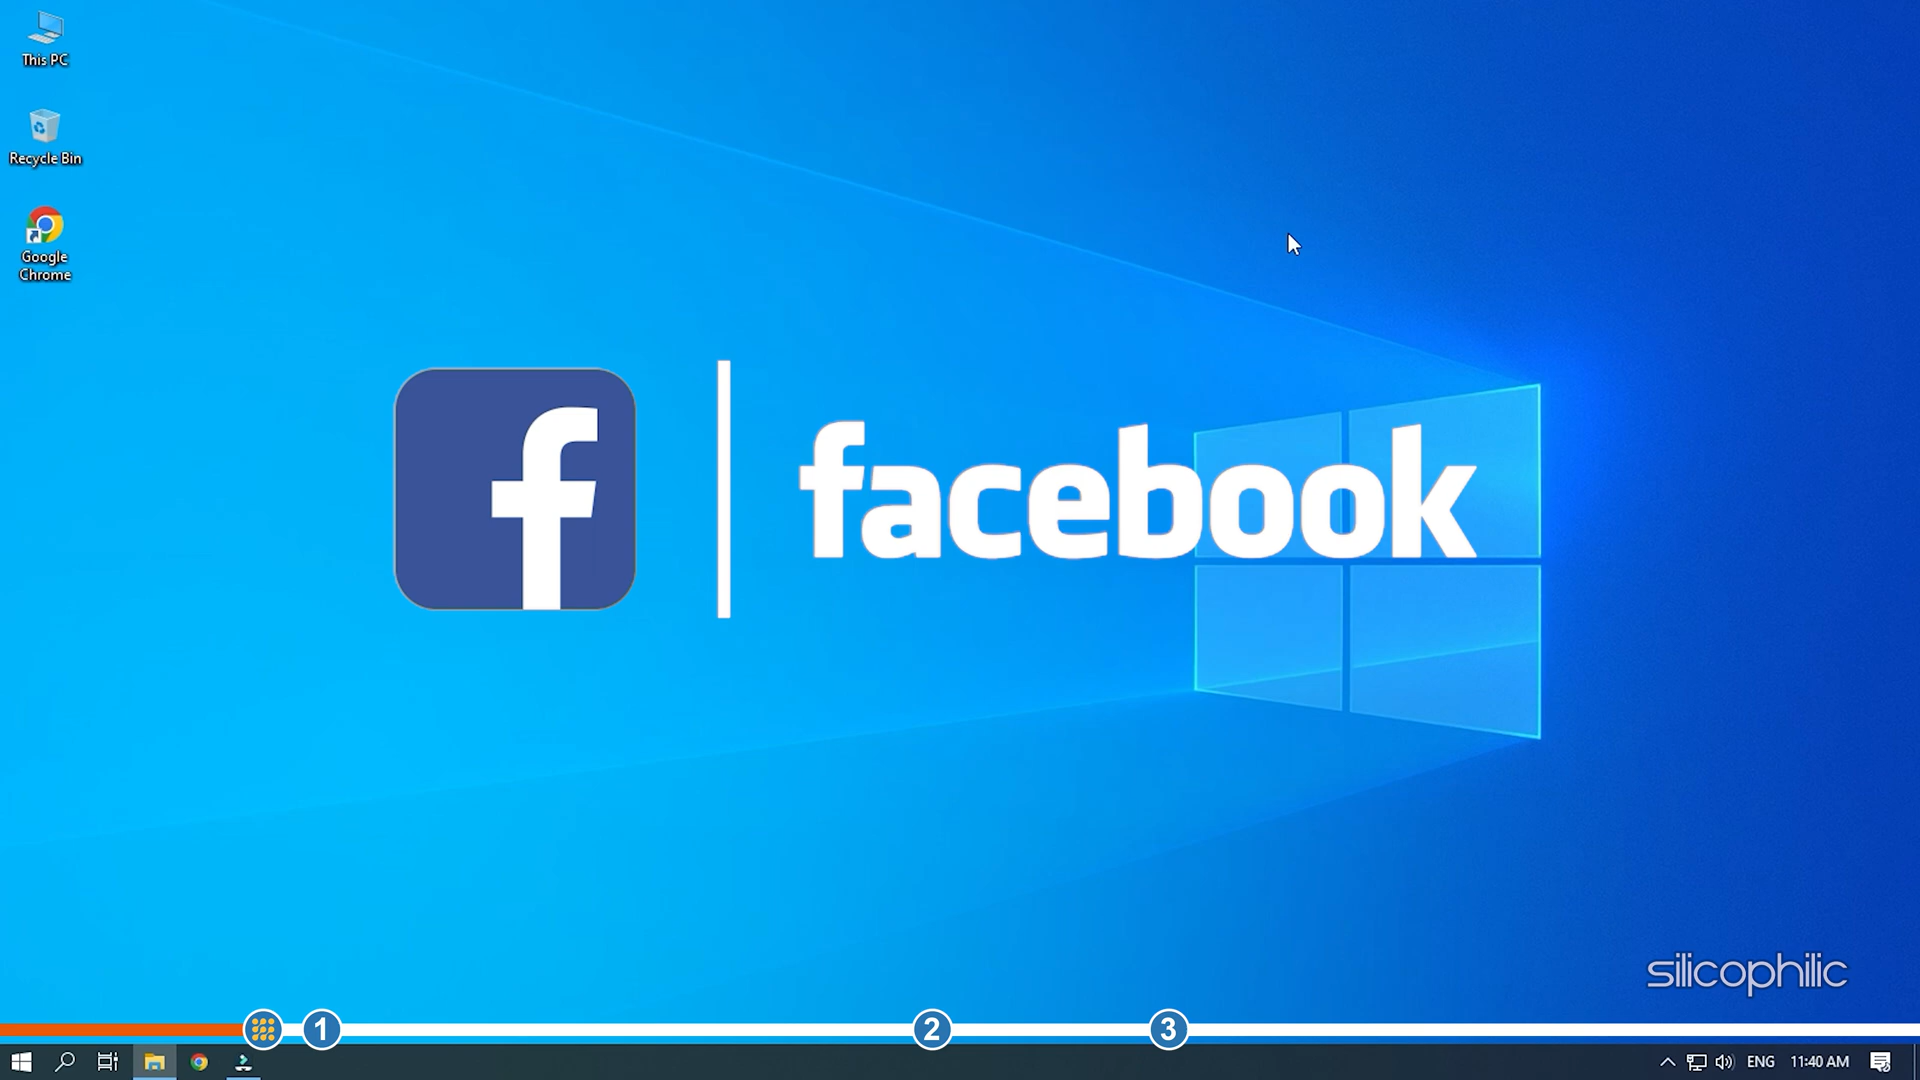 This PC
Recycle Bin
Google
Chrome
f
facebook
silicophilic
1
2
3
ENG
11:40 AM